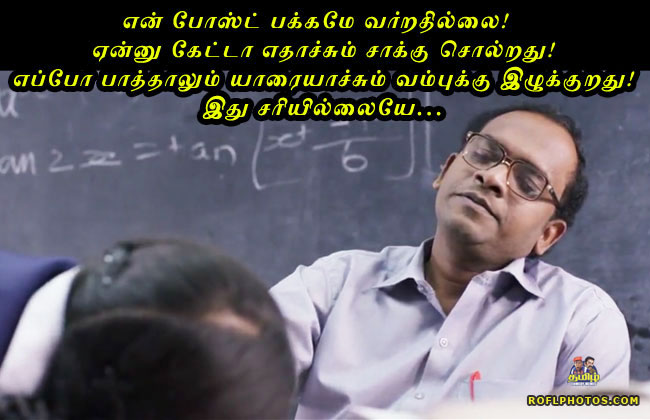 என் போஸ்ட் பக்கமே வர்றதில்லை!
ஏன்னு கேட்டா எதாச்சும் சாக்கு சொல்றது!
எப்போ பாத்தாலும் யாரையாச்சும் வம்புக்கு இழுக்குறது!
இது சரியில்லையே...
an 2x = tan (x + 6)
தமிழ்
ROFLPHOTOS.COM